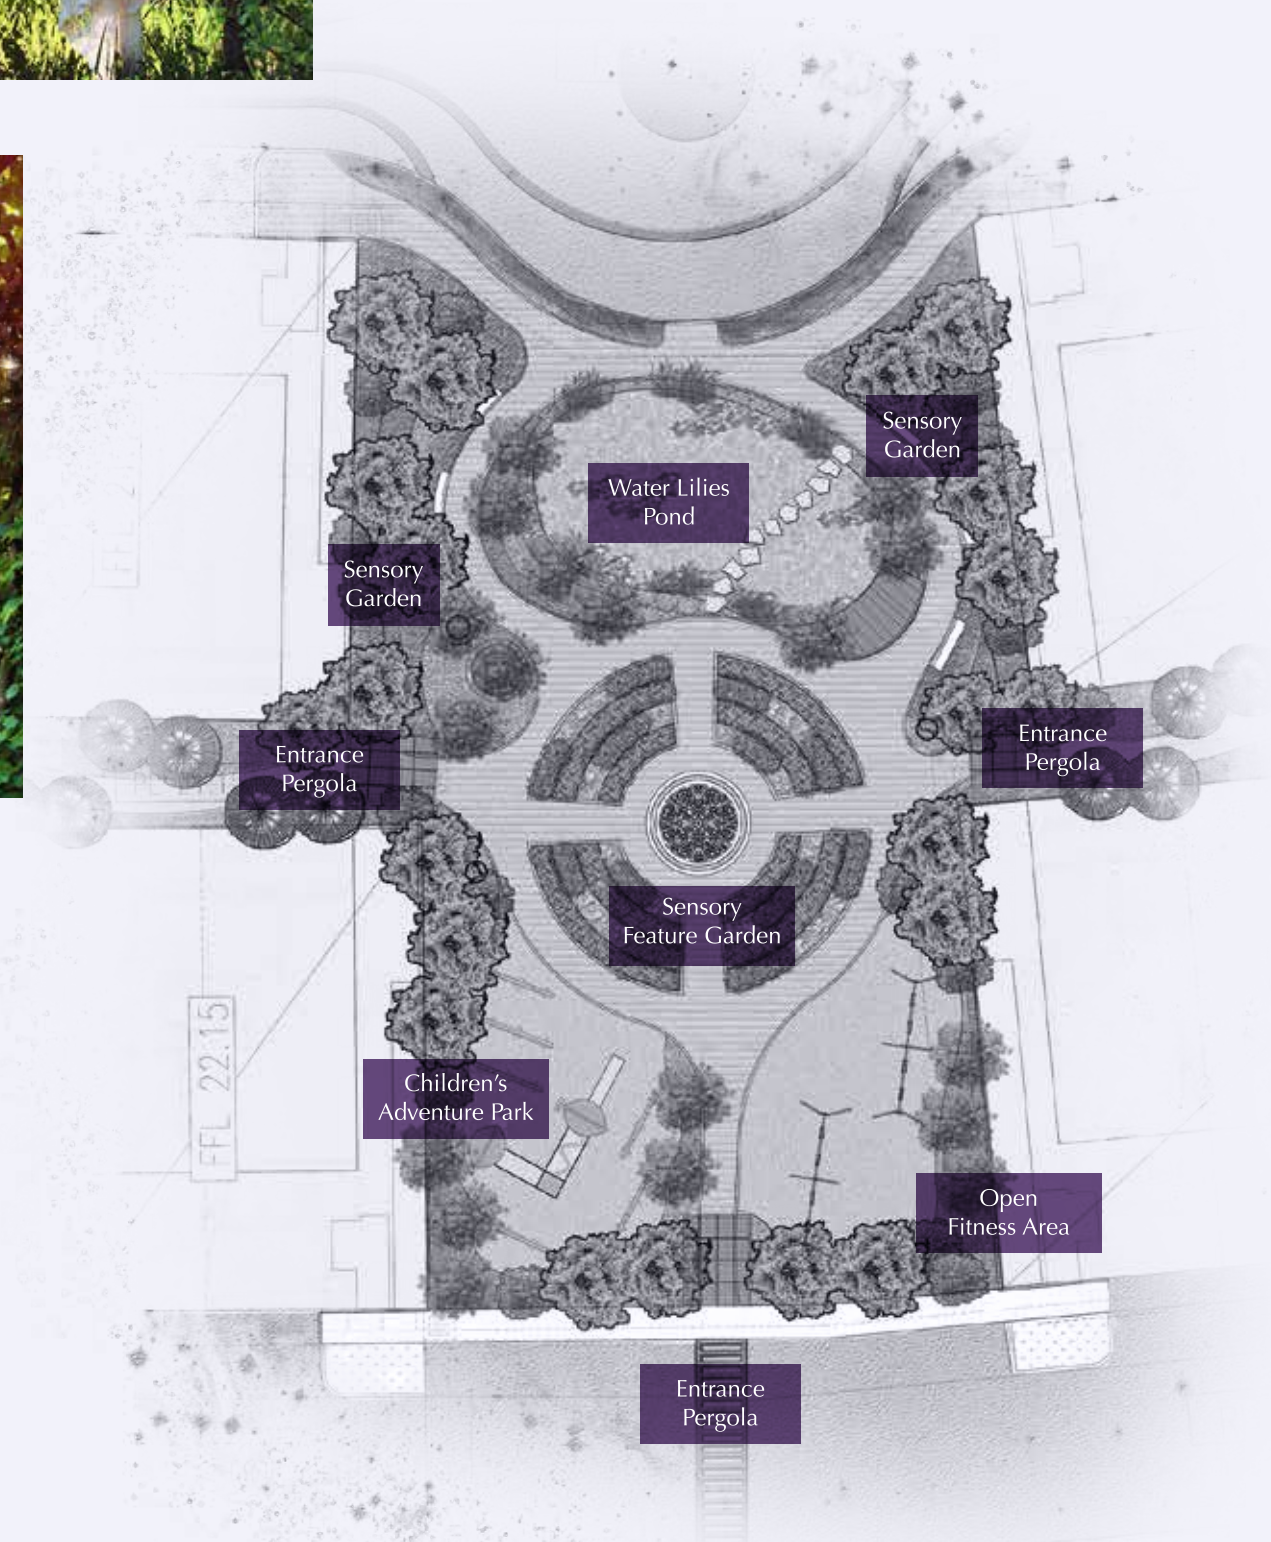 Sensory
Garden
Water Lilies
Pond
Sensory
Garden
Entrance
Pergola
Entrance
Pergola
Sensory
Feature Garden
FFL 22.15
Children’s
Adventure Park
Open
Fitness Area
Entrance
Pergola